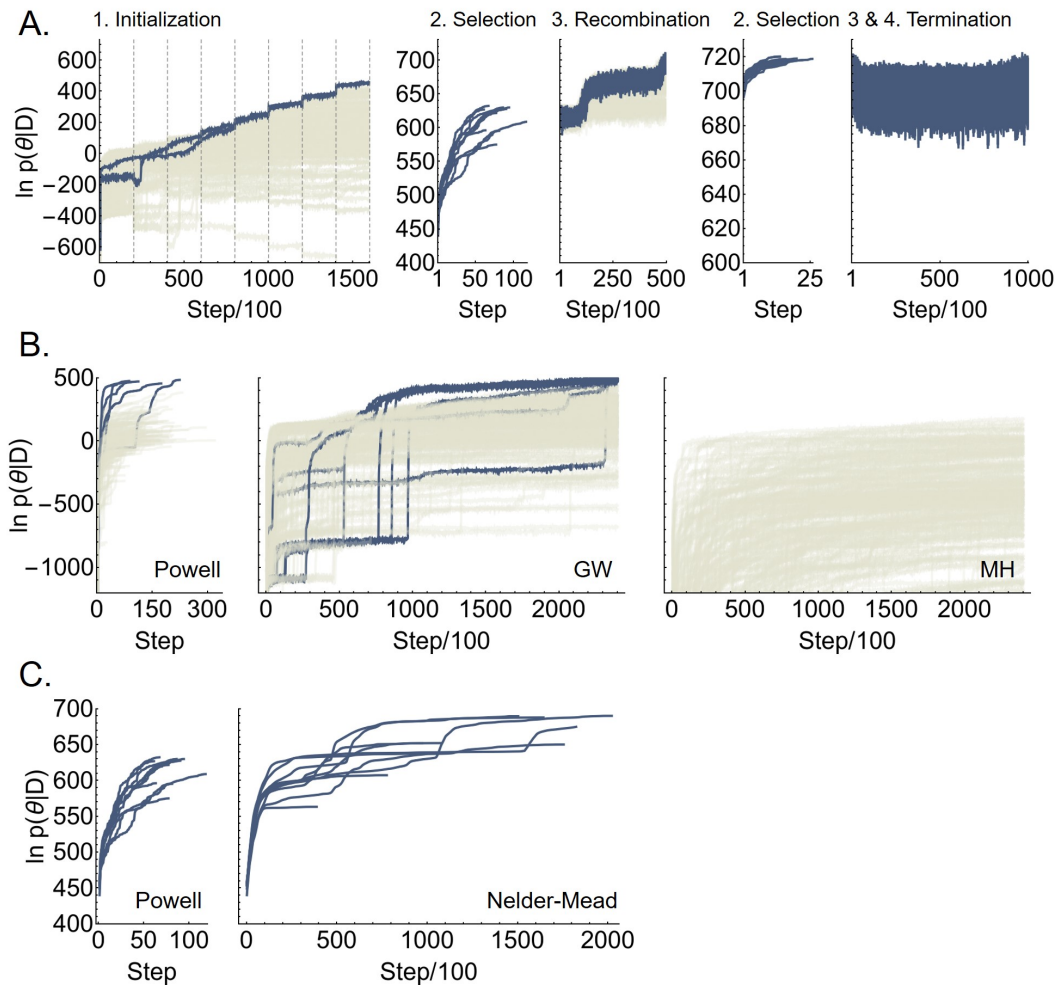 A.
1. Initialization
2. Selection
3. Recombination
2. Selection
3 & 4. Termination
ln p(θ|D)
600
400
200
0
−200
−400
−600
0
500
1000
1500
Step/100
700
650
600
550
500
450
400
1
50
100
Step
1
250
500
Step/100
720
700
680
660
640
620
600
1
25
Step
1
500
1000
Step/100
B.
ln p(θ|D)
500
0
−500
−1000
Powell
0
150
300
Step
GW
0
500
1000
2000
Step/100
MH
0
500
1000
2000
Step/100
C.
ln p(θ|D)
700
650
600
550
500
450
400
Powell
0
50
100
Step
Nelder-Mead
0
500
1000
1500
2000
Step/100